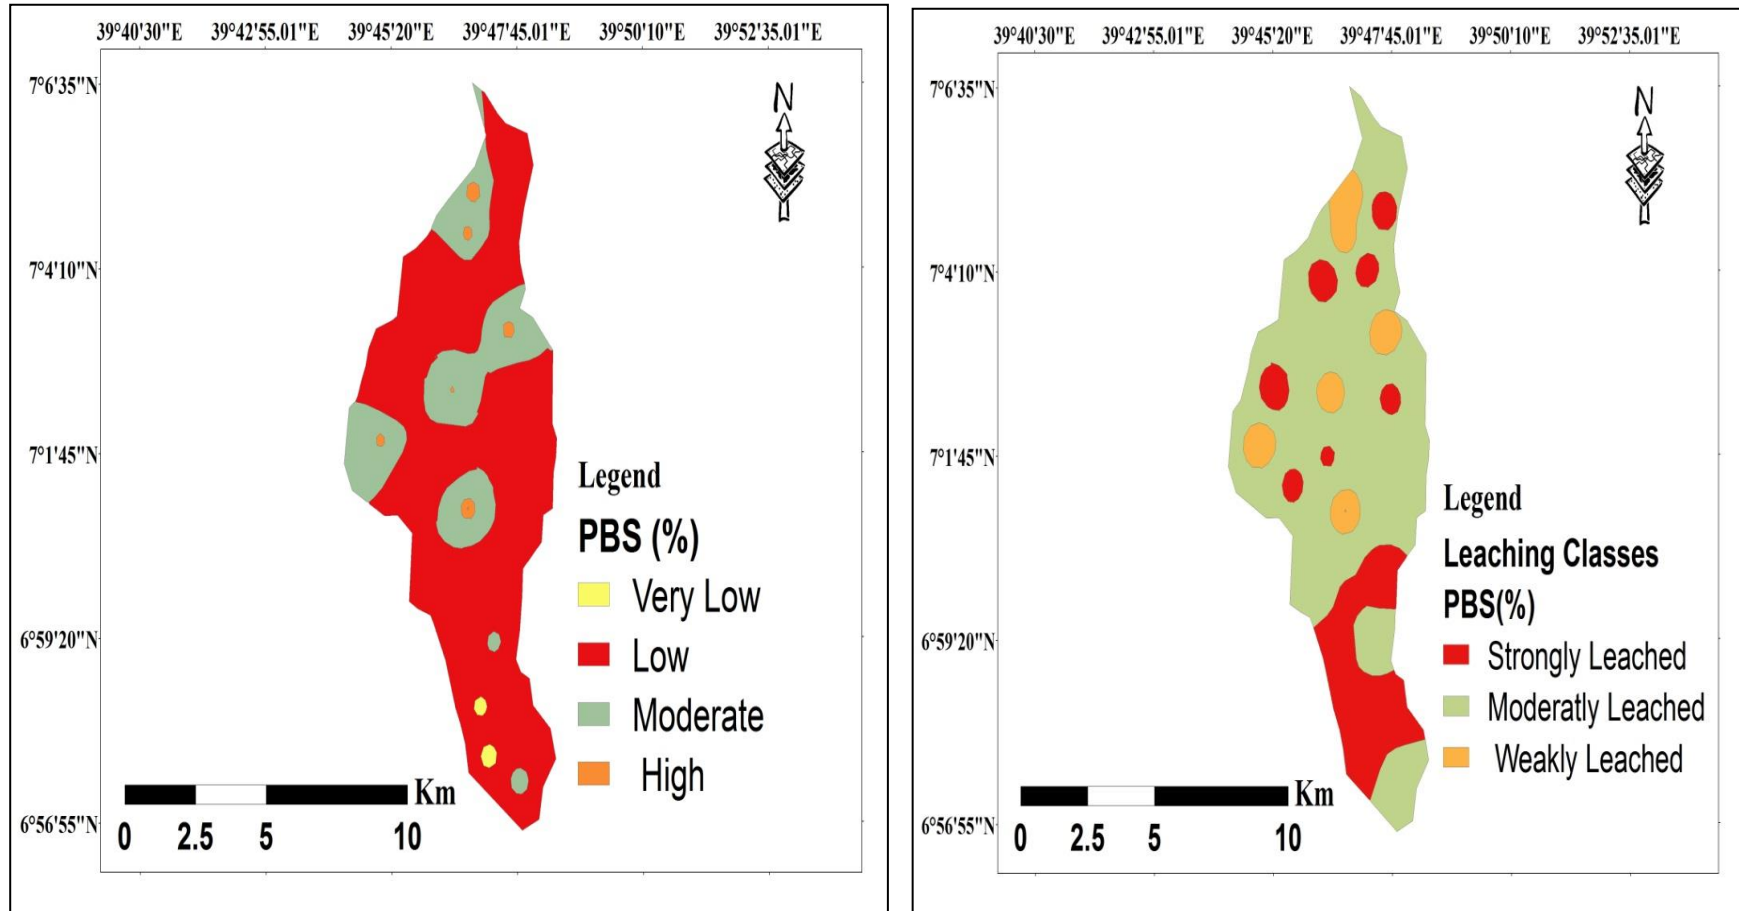 39°40'30"E 39°42'55.01"E 39°45'20"E 39°47'45.01"E 39°50'10"E 39°52'35.01"E
7°6'35"N
N
7°4'10"N
7°1'45"N
Legend
PBS (%)
Very Low
6°59'20"N
Low
Moderate
High
Km
6°56'55"N
0 2.5 5 10
39°40'30"E 39°42'55.01"E 39°45'20"E 39°47'45.01"E 39°50'10"E 39°52'35.01"E
7°6'35"N
N
7°4'10"N
7°1'45"N
Legend
Leaching Classes
PBS(%)
6°59'20"N
Strongly Leached
Moderatly Leached
Weakly Leached
Km
6°56'55"N
0 2.5 5 10